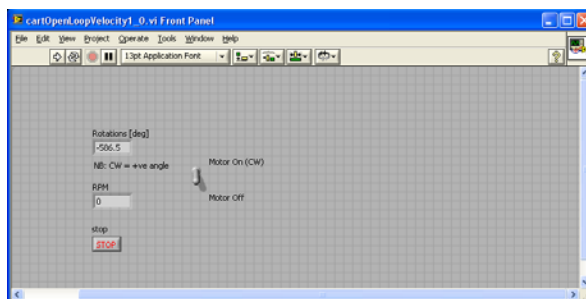 cartOpenLoopVelocity1_0.vi Front Panel
File Edit View Project Operate Tools Window Help
13pt Application Font
?
Rotations [deg]
-506.5
NB: CW = +ve angle
Motor On (CW)
RPM
0
Motor Off
stop
STOP